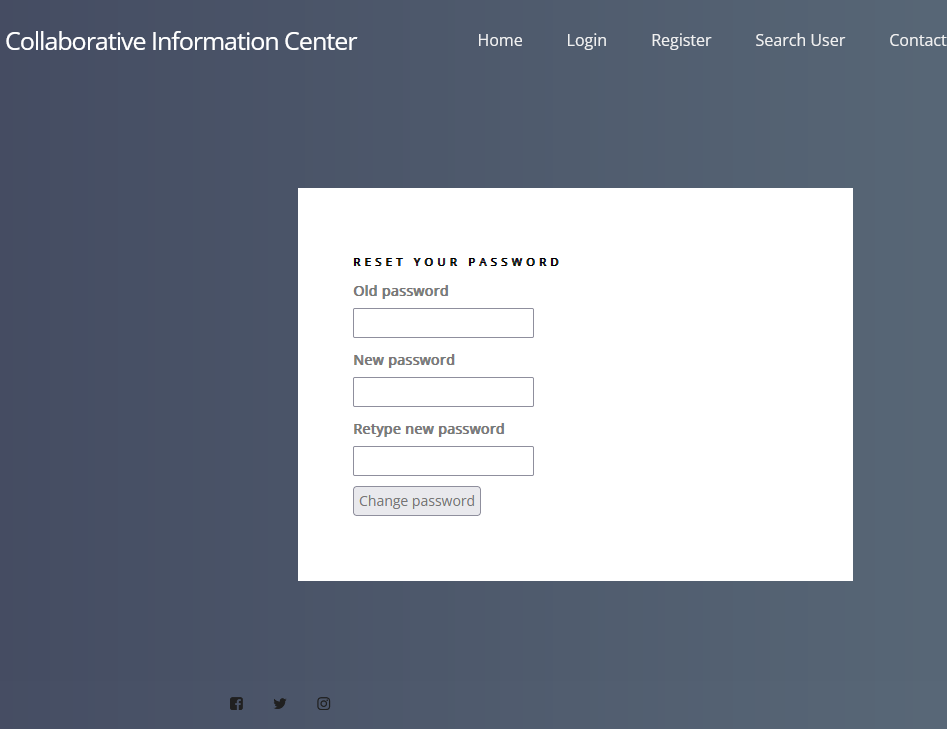 Collaborative Information Center
Home Login Register Search User Contact
RESET YOUR PASSWORD
Old password
New password
Retype new password
Change password